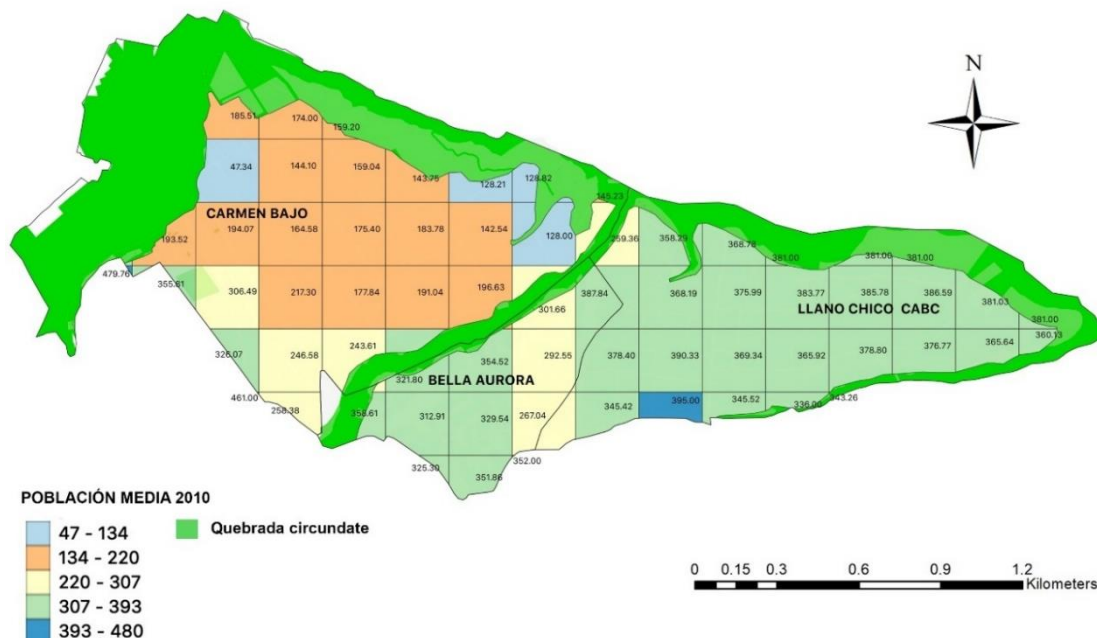 N
185.51 174.00 159.20
47.34 144.10 159.04 143.75 128.21 128.82
CARMEN BAJO
193.52 194.07 164.58 175.40 183.78 142.54 128.00 145.23 259.36 358.29 368.78 381.00 381.00 381.00
479.76 355.81 306.49 217.30 177.84 191.04 196.63 301.66 387.84 368.19 375.99 383.77 385.78 386.59 381.03
LLANO CHICO CABC
326.07 246.58 243.61 321.80 354.52 292.55 378.40 390.33 369.34 365.92 378.80 376.77 365.64 360.13 381.00
BELLA AURORA
461.00 258.38 358.61 312.91 329.54 267.04 345.42 395.00 345.52 336.00 343.26
325.30 351.86 352.00
POBLACIÓN MEDIA 2010
47 - 134
134 - 220
220 - 307
307 - 393
393 - 480
Quebrada circundate
0 0.15 0.3 0.6 0.9 1.2
Kilometers